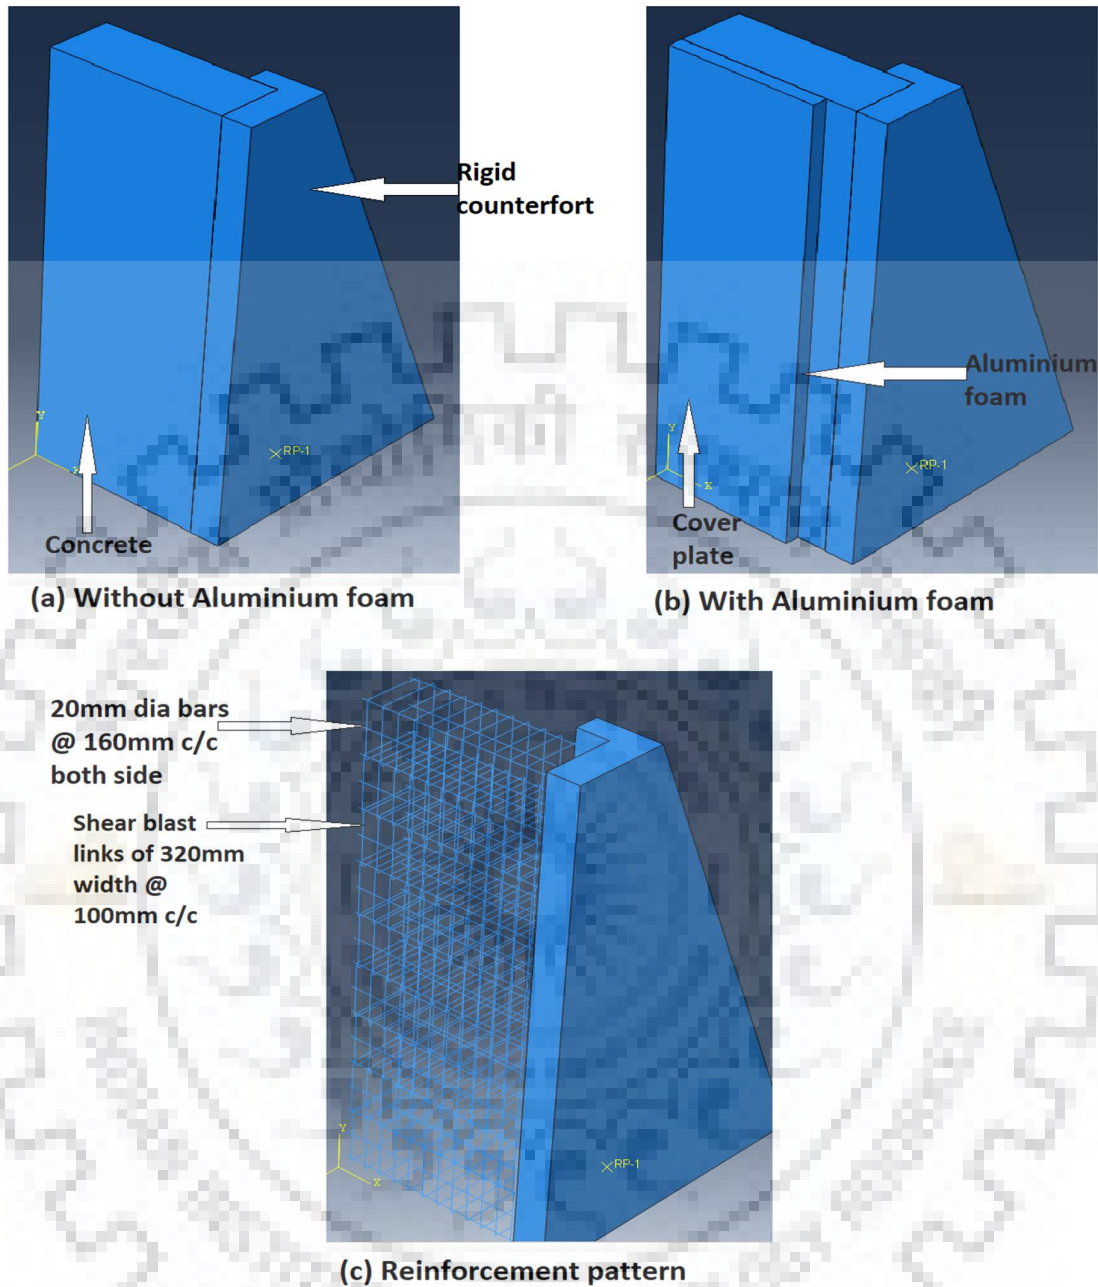 Rigid
counterfort
Y
X
RP-1
Concrete
(a) Without Aluminium foam
Aluminium
foam
Y
X
RP-1
Cover
plate
(b) With Aluminium foam
20mm dia bars
@ 160mm c/c
both side
Shear blast
links of 320mm
width @
100mm c/c
Y
X
RP-1
(c) Reinforcement pattern